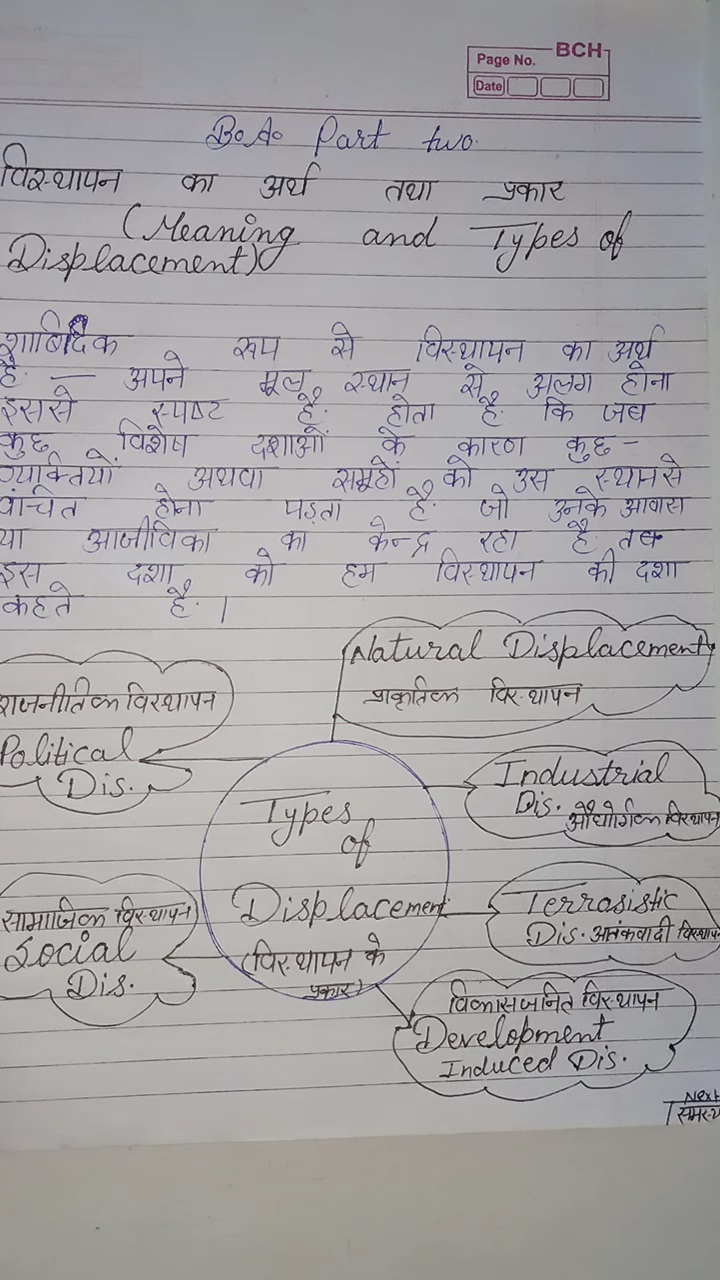 BCH
Page No.
Date
B.A. Part two.
विस्थापन का अर्थ तथा प्रकार
(Meaning and Types of
Displacement)
शाब्दिक रूप से विस्थापन का अर्थ
है - अपने मूल स्थान से अलग होना
इससे स्पष्ट है होता है कि जब
कुछ विशेष दशाओं के कारण कुछ -
व्यक्तियों अथवा समूहों को उस स्थान से
वंचित होना पड़ता है जो उनके आवास
या आजीविका का केन्द्र रहा है तब
इस दशा को हम विस्थापन की दशा
कहते है।
Natural Displacement
प्राकृतिक विस्थापन
राजनीतिक विस्थापन
Political
Dis.
Industrial
Dis. औधोगिक विस्थापन
Types
of
Displacement
(विस्थापन के
प्रकार)
सामाजिक विस्थापन
Social
Dis.
Terrasistic
Dis. आतंकवादी विस्थापन
विकासजनित विस्थापन
Development
Induced Dis.
Next